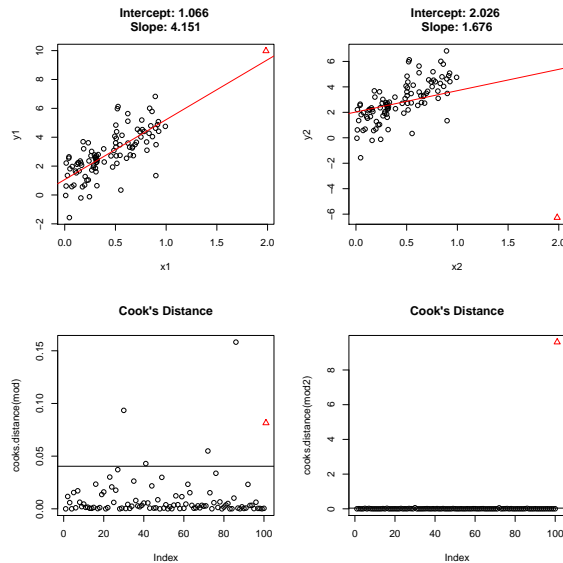 Intercept: 1.066
Slope: 4.151
y1
10
8
6
4
2
0
−2
0.0 0.5 1.0 1.5 2.0
x1
Intercept: 2.026
Slope: 1.676
y2
6
4
2
0
−2
−4
−6
0.0 0.5 1.0 1.5 2.0
x2
Cook's Distance
cooks.distance(mod)
0.15
0.10
0.05
0.00
0 20 40 60 80 100
Index
Cook's Distance
cooks.distance(mod2)
8
6
4
2
0
0 20 40 60 80 100
Index